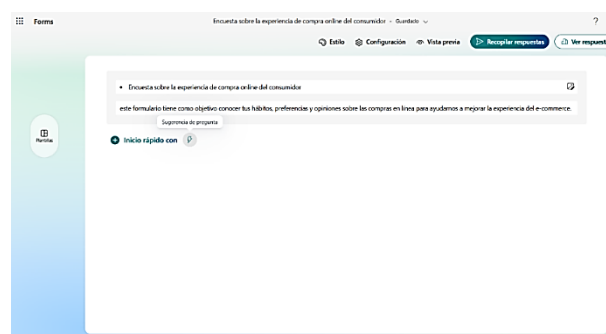 Forms
Encuesta sobre la experiencia de compra online del consumidor - Guardado
?
Estilo
Configuración
Vista previa
Recopilar respuestas
Ver respuest
Encuesta sobre la experiencia de compra online del consumidor
este formulario tiene como objetivo conocer tus hábitos, preferencias y opiniones sobre las compras en línea para ayudarnos a mejorar la experiencia del e-commerce.
Sugerencia de pregunta
Inicio rápido con
Plantillas